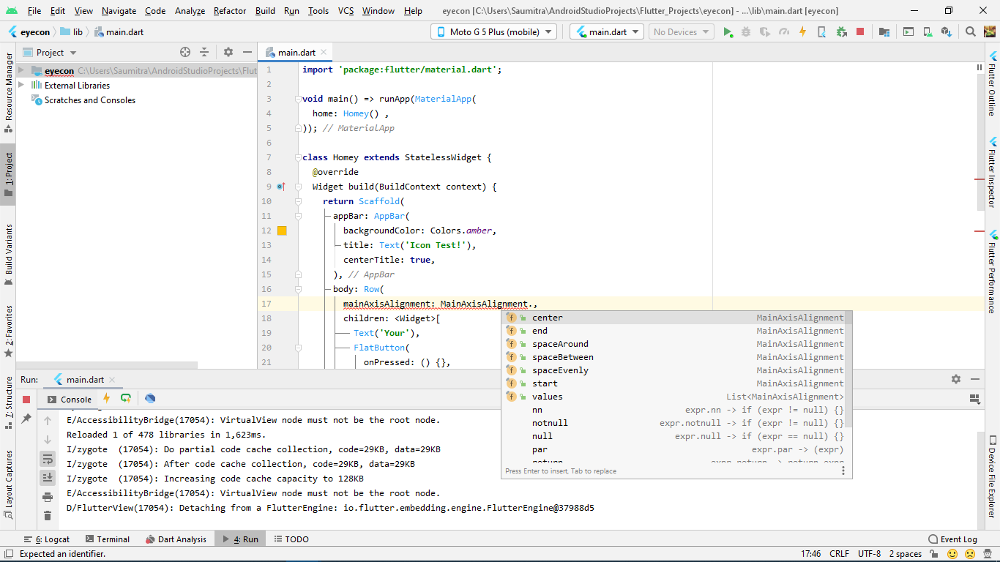 File Edit View Navigate Code Analyze Refactor Build Run Tools VCS Window Help eyecon [C:\Users\Saumitra\AndroidStudioProjects\Flutter_Projects\eyecon] - ...\lib\main.dart [eyecon]
eyecon lib main.dart Moto G 5 Plus (mobile) main.dart No Devices
Project
main.dart
eyecon C:\Users\Saumitra\AndroidStudioProjects\Flut
External Libraries
Scratches and Consoles
Resource Manager
1: Project
Build Variants
2: Favorites
7: Structure
Layout Captures
1 import 'package:flutter/material.dart';
2
3 void main() => runApp(MaterialApp(
4 home: Homey() ,
5 )); // MaterialApp
6
7 class Homey extends StatelessWidget {
8 @override
9 Widget build(BuildContext context) {
10 return Scaffold(
11 appBar: AppBar(
12 backgroundColor: Colors.amber,
13 title: Text('Icon Test!'),
14 centerTitle: true,
15 ), // AppBar
16 body: Row(
17 mainAxisAlignment: MainAxisAlignment.,
18 children: <Widget>[
19 Text('Your'),
20 FlatButton(
21 onPressed: () {},
center MainAxisAlignment
end MainAxisAlignment
spaceAround MainAxisAlignment
spaceBetween MainAxisAlignment
spaceEvenly MainAxisAlignment
start MainAxisAlignment
values List<MainAxisAlignment>
nn expr.nn -> if (expr != null) {}
notnull expr.notnull -> if (expr != null) {}
null expr.null -> if (expr == null) {}
par expr.par -> (expr)
return expr.return -> return expr
Press Enter to insert, Tab to replace
Flutter Outline
Flutter Inspector
Flutter Performance
Device File Explorer
Run: main.dart
Console
E/AccessibilityBridge(17054): VirtualView node must not be the root node.
Reloaded 1 of 478 libraries in 1,623ms.
I/zygote (17054): Do partial code cache collection, code=29KB, data=29KB
I/zygote (17054): After code cache collection, code=29KB, data=29KB
I/zygote (17054): Increasing code cache capacity to 128KB
E/AccessibilityBridge(17054): VirtualView node must not be the root node.
D/FlutterView(17054): Detaching from a FlutterEngine: io.flutter.embedding.engine.FlutterEngine@37988d5
6: Logcat Terminal Dart Analysis 4: Run TODO Event Log
Expected an identifier. 17:46 CRLF UTF-8 2 spaces